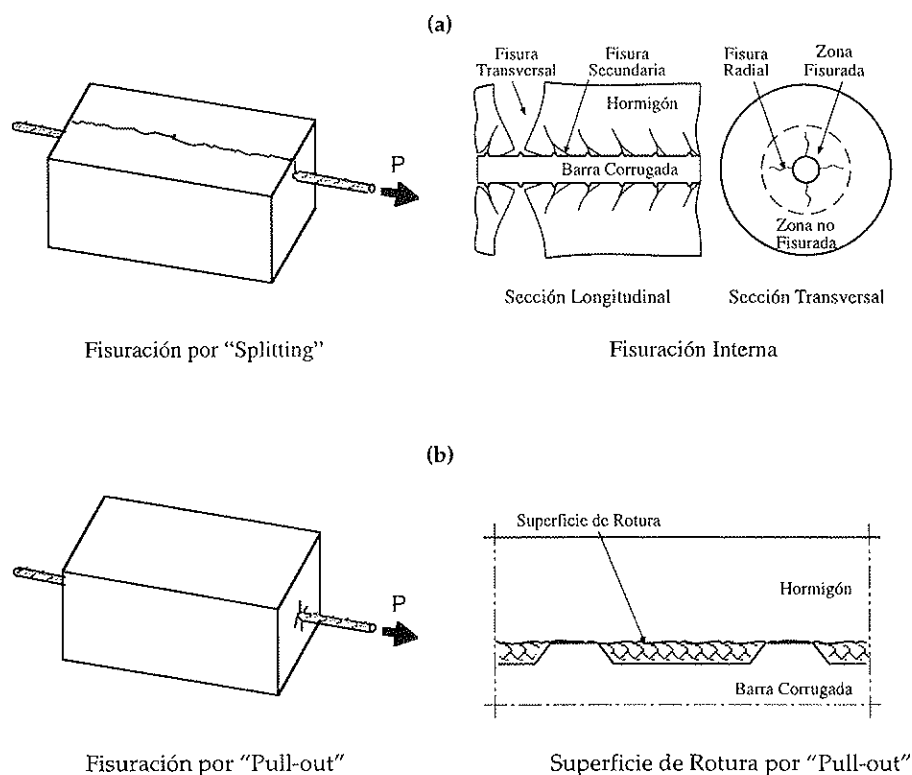 (a)
Fisura
Transversal
Fisura
Secundaria
Fisura
Radial
Zona
Fisurada
Hormigón
Barra Corrugada
P
Zona no
Fisurada
Sección Longitudinal
Sección Transversal
Fisuración por “Splitting”
Fisuración Interna
(b)
Superficie de Rotura
P
Hormigón
Barra Corrugada
Fisuración por “Pull-out”
Superficie de Rotura por “Pull-out”